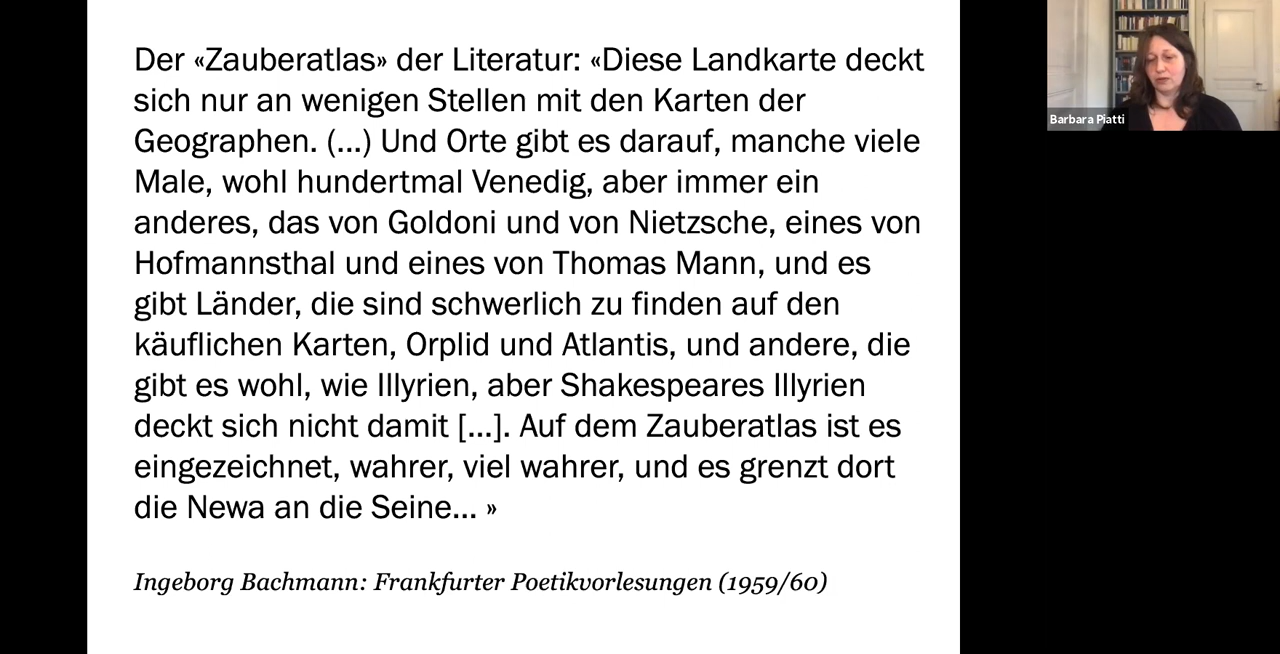 Der «Zauberatlas» der Literatur: «Diese Landkarte deckt
sich nur an wenigen Stellen mit den Karten der
Geographen. (...) Und Orte gibt es darauf, manche viele
Male, wohl hundertmal Venedig, aber immer ein
anderes, das von Goldoni und von Nietzsche, eines von
Hofmannsthal und eines von Thomas Mann, und es
gibt Länder, die sind schwerlich zu finden auf den
käuflichen Karten, Orplid und Atlantis, und andere, die
gibt es wohl, wie Illyrien, aber Shakespeares Illyrien
deckt sich nicht damit [...]. Auf dem Zauberatlas ist es
eingezeichnet, wahrer, viel wahrer, und es grenzt dort
die Newa an die Seine... »
Ingeborg Bachmann: Frankfurter Poetikvorlesungen (1959/60)
Barbara Piatti